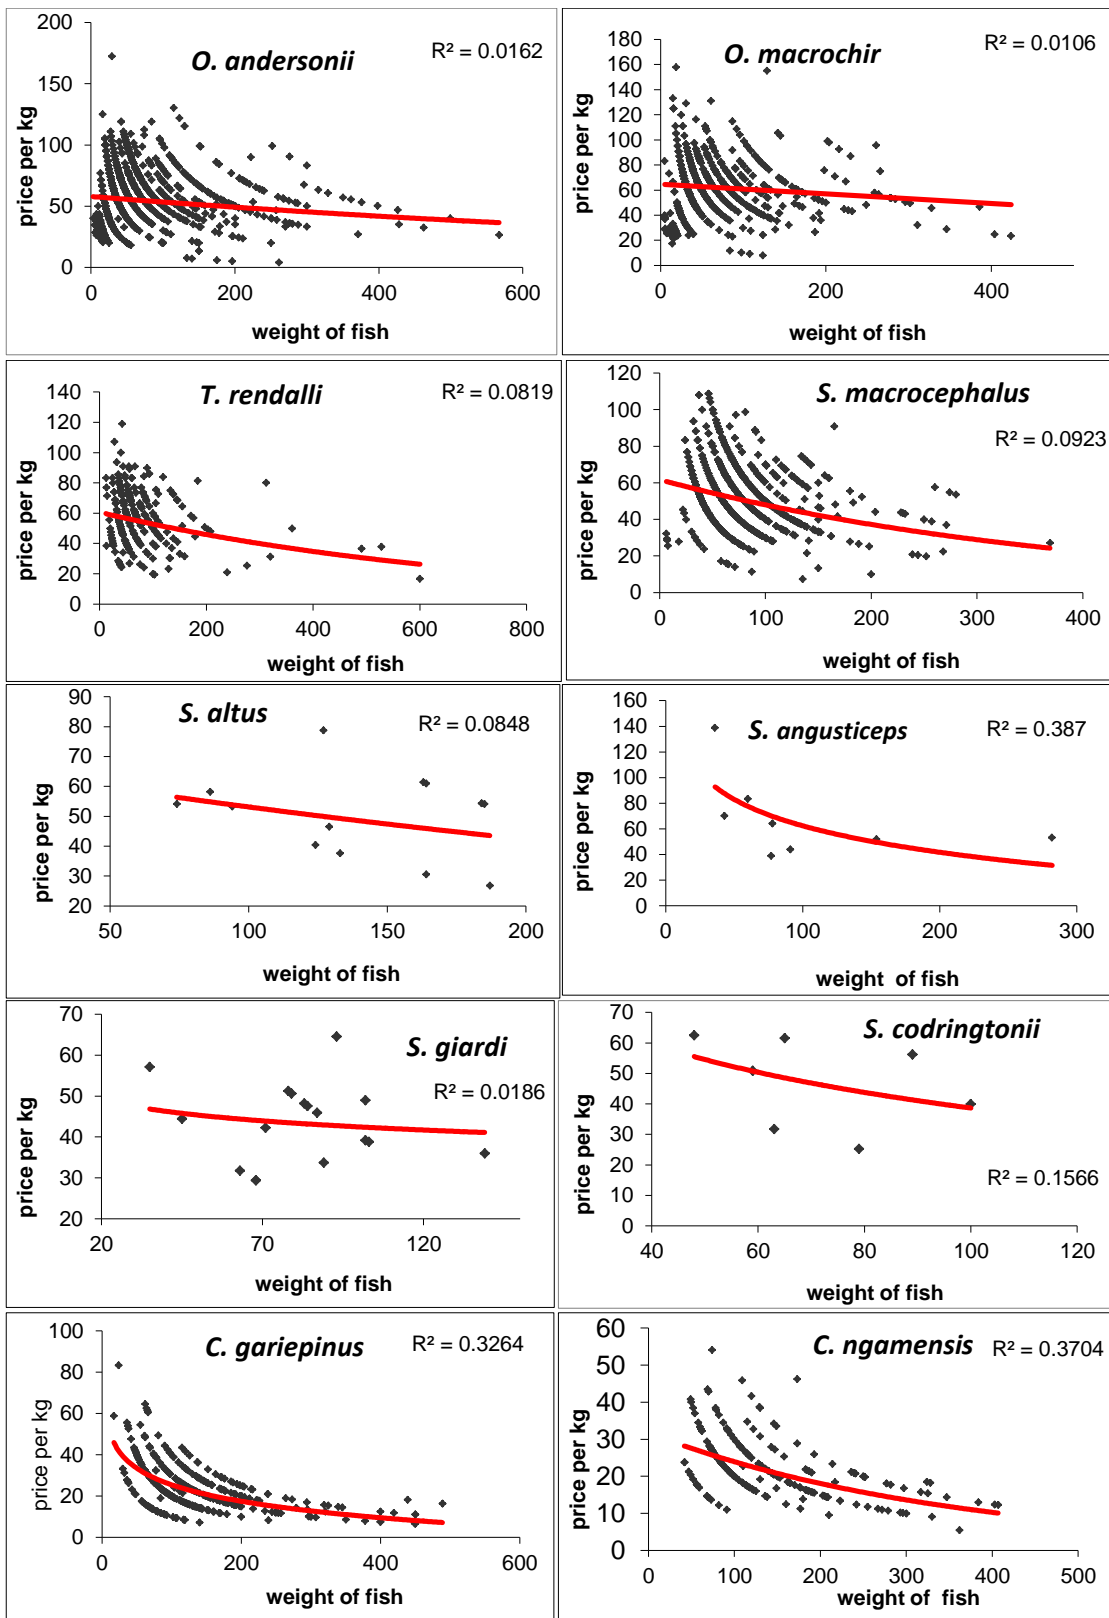 O. andersonii
R² = 0.0162
price per kg
200
150
100
50
0
0 200 400 600
weight of fish
O. macrochir
R² = 0.0106
price per kg
180
160
140
120
100
80
60
40
20
0
0 200 400
weight of fish
T. rendalli
R² = 0.0819
price per kg
140
120
100
80
60
40
20
0
0 200 400 600 800
weight of fish
S. macrocephalus
R² = 0.0923
price per kg
120
100
80
60
40
20
0
0 100 200 300 400
weight of fish
S. altus
R² = 0.0848
price per kg
90
80
70
60
50
40
30
20
50 100 150 200
weight of fish
S. angusticeps
R² = 0.387
price per kg
160
140
120
100
80
60
40
20
0
0 100 200 300
weight of fish
S. giardi
R² = 0.0186
price per kg
70
60
50
40
30
20
20 70 120
weight of fish
S. codringtonii
R² = 0.1566
price per kg
70
60
50
40
30
20
10
0
40 60 80 100 120
weight of fish
C. gariepinus
R² = 0.3264
price per kg
100
80
60
40
20
0
0 200 400 600
weight of fish
C. ngamensis
R² = 0.3704
price per kg
60
50
40
30
20
10
0
0 100 200 300 400 500
weight of fish